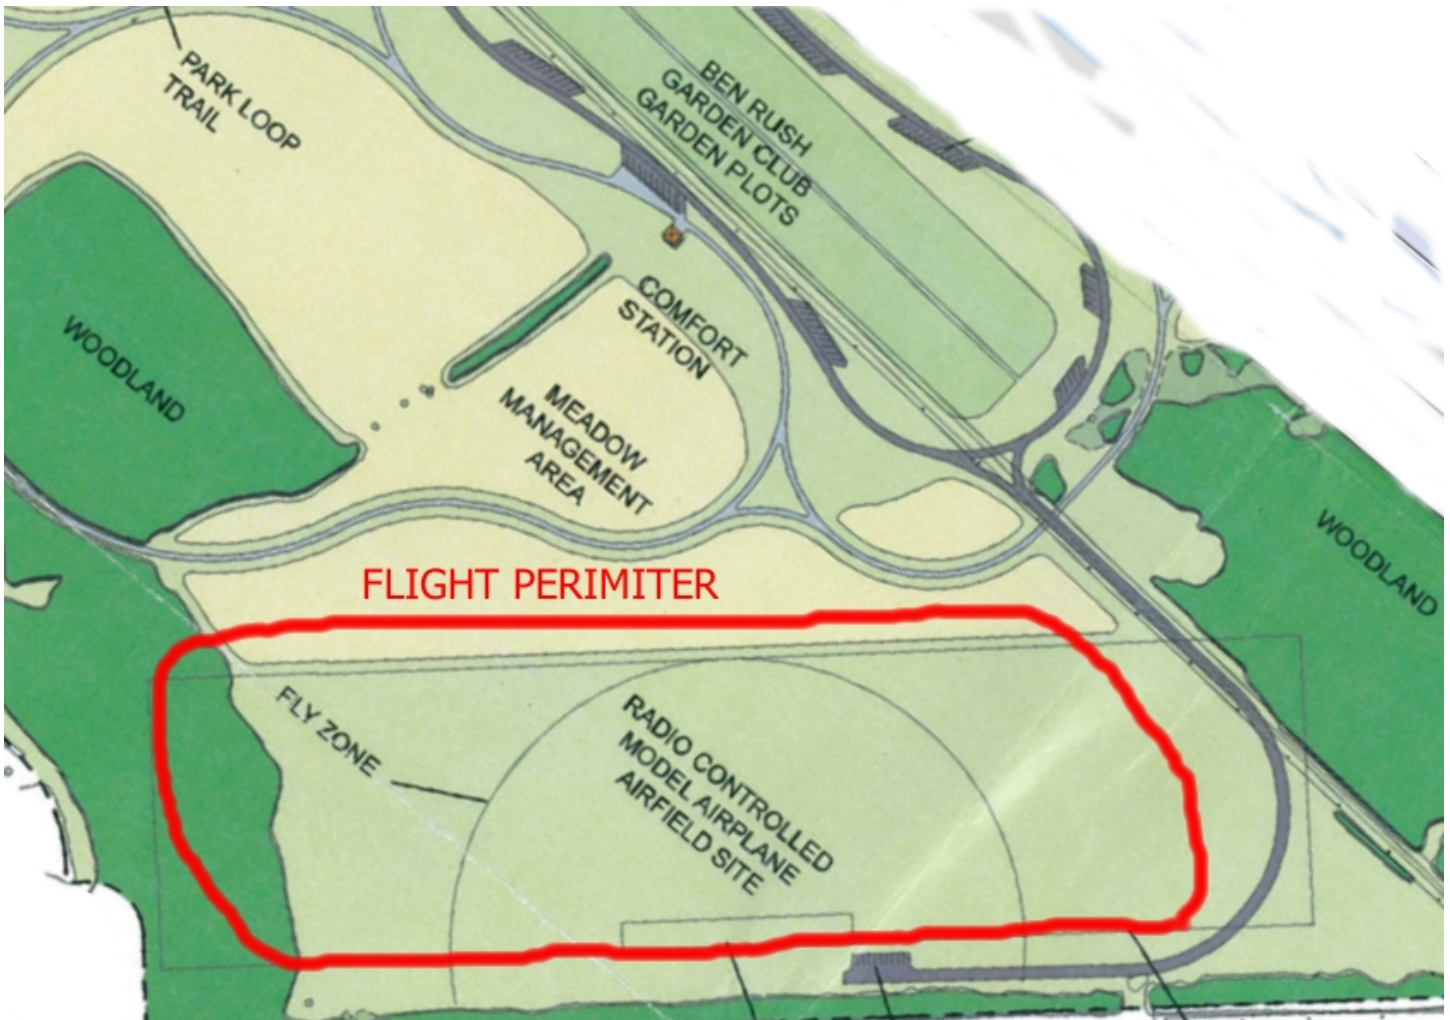 PARK LOOP
TRAIL
BEN RUSH
GARDEN CLUB
GARDEN PLOTS
WOODLAND
COMFORT
STATION
MEADOW
MANAGEMENT
AREA
WOODLAND
FLIGHT PERIMITER
FLY ZONE
RADIO CONTROLLED
MODEL AIRPLANE
AIRFIELD SITE